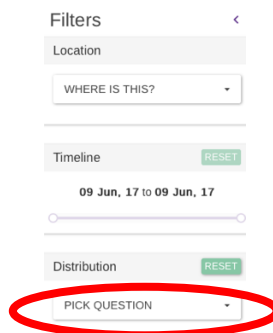 Filters
Location
WHERE IS THIS?
Timeline RESET
09 Jun, 17 to 09 Jun, 17
Distribution RESET
PICK QUESTION